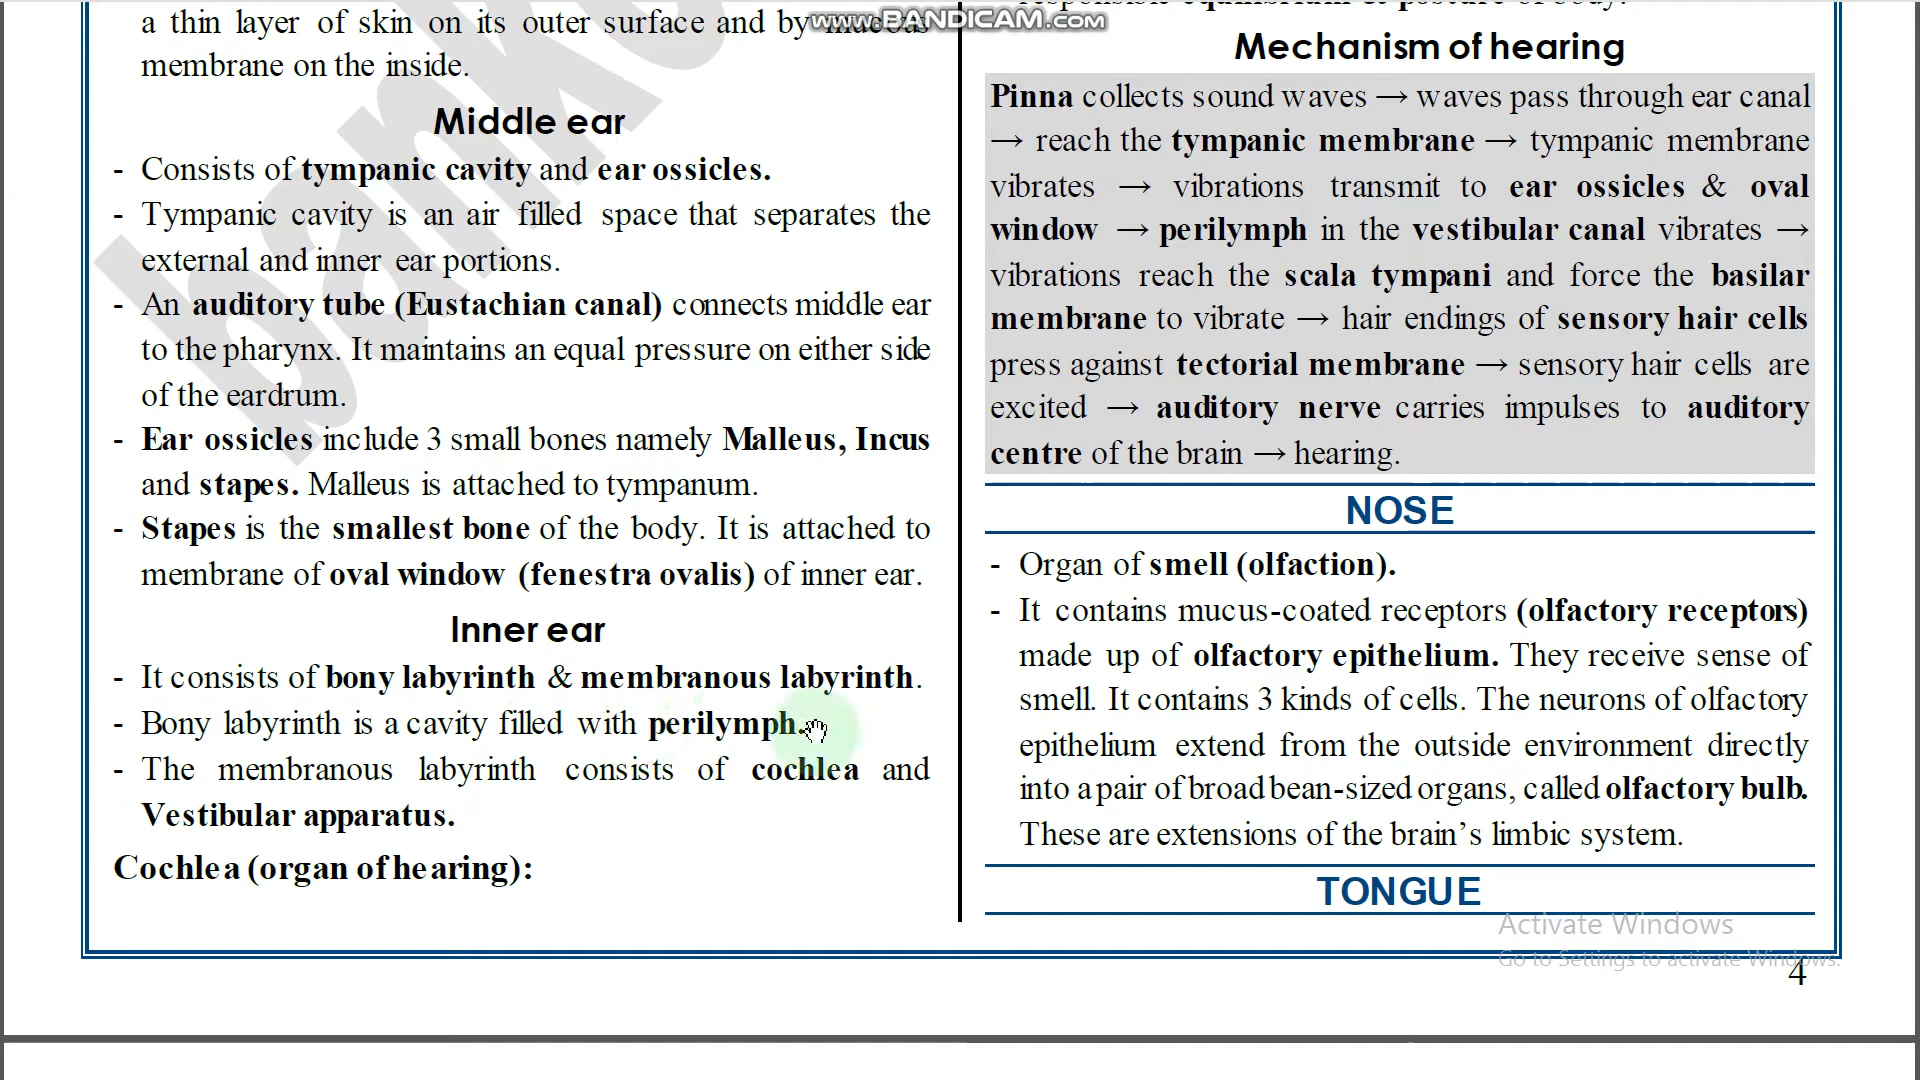 www.BANDICAM.com
a thin layer of skin on its outer surface and by mucous
membrane on the inside.
Middle ear
- Consists of tympanic cavity and ear ossicles.
- Tympanic cavity is an air filled space that separates the
external and inner ear portions.
- An auditory tube (Eustachian canal) connects middle ear
to the pharynx. It maintains an equal pressure on either side
of the eardrum.
- Ear ossicles include 3 small bones namely Malleus, Incus
and stapes. Malleus is attached to tympanum.
- Stapes is the smallest bone of the body. It is attached to
membrane of oval window (fenestra ovalis) of inner ear.
Inner ear
- It consists of bony labyrinth & membranous labyrinth.
- Bony labyrinth is a cavity filled with perilymph.
- The membranous labyrinth consists of cochlea and
Vestibular apparatus.
Cochlea (organ of hearing):
responsible equilibrium & posture of body.
Mechanism of hearing
Pinna collects sound waves → waves pass through ear canal
→ reach the tympanic membrane → tympanic membrane
vibrates → vibrations transmit to ear ossicles & oval
window → perilymph in the vestibular canal vibrates →
vibrations reach the scala tympani and force the basilar
membrane to vibrate → hair endings of sensory hair cells
press against tectorial membrane → sensory hair cells are
excited → auditory nerve carries impulses to auditory
centre of the brain → hearing.
NOSE
- Organ of smell (olfaction).
- It contains mucus-coated receptors (olfactory receptors)
made up of olfactory epithelium. They receive sense of
smell. It contains 3 kinds of cells. The neurons of olfactory
epithelium extend from the outside environment directly
into a pair of broad bean-sized organs, called olfactory bulb.
These are extensions of the brain’s limbic system.
TONGUE
Activate Windows
Go to Settings to activate Windows.
4